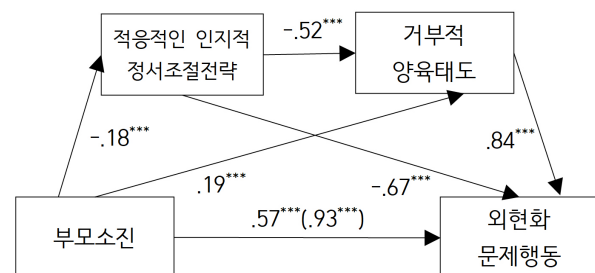 적응적인 인지적
정서조절전략
-.52***
거부적
양육태도
-.18***
.19***
-.67***
.84***
부모소진
.57***(.93***)
외현화
문제행동